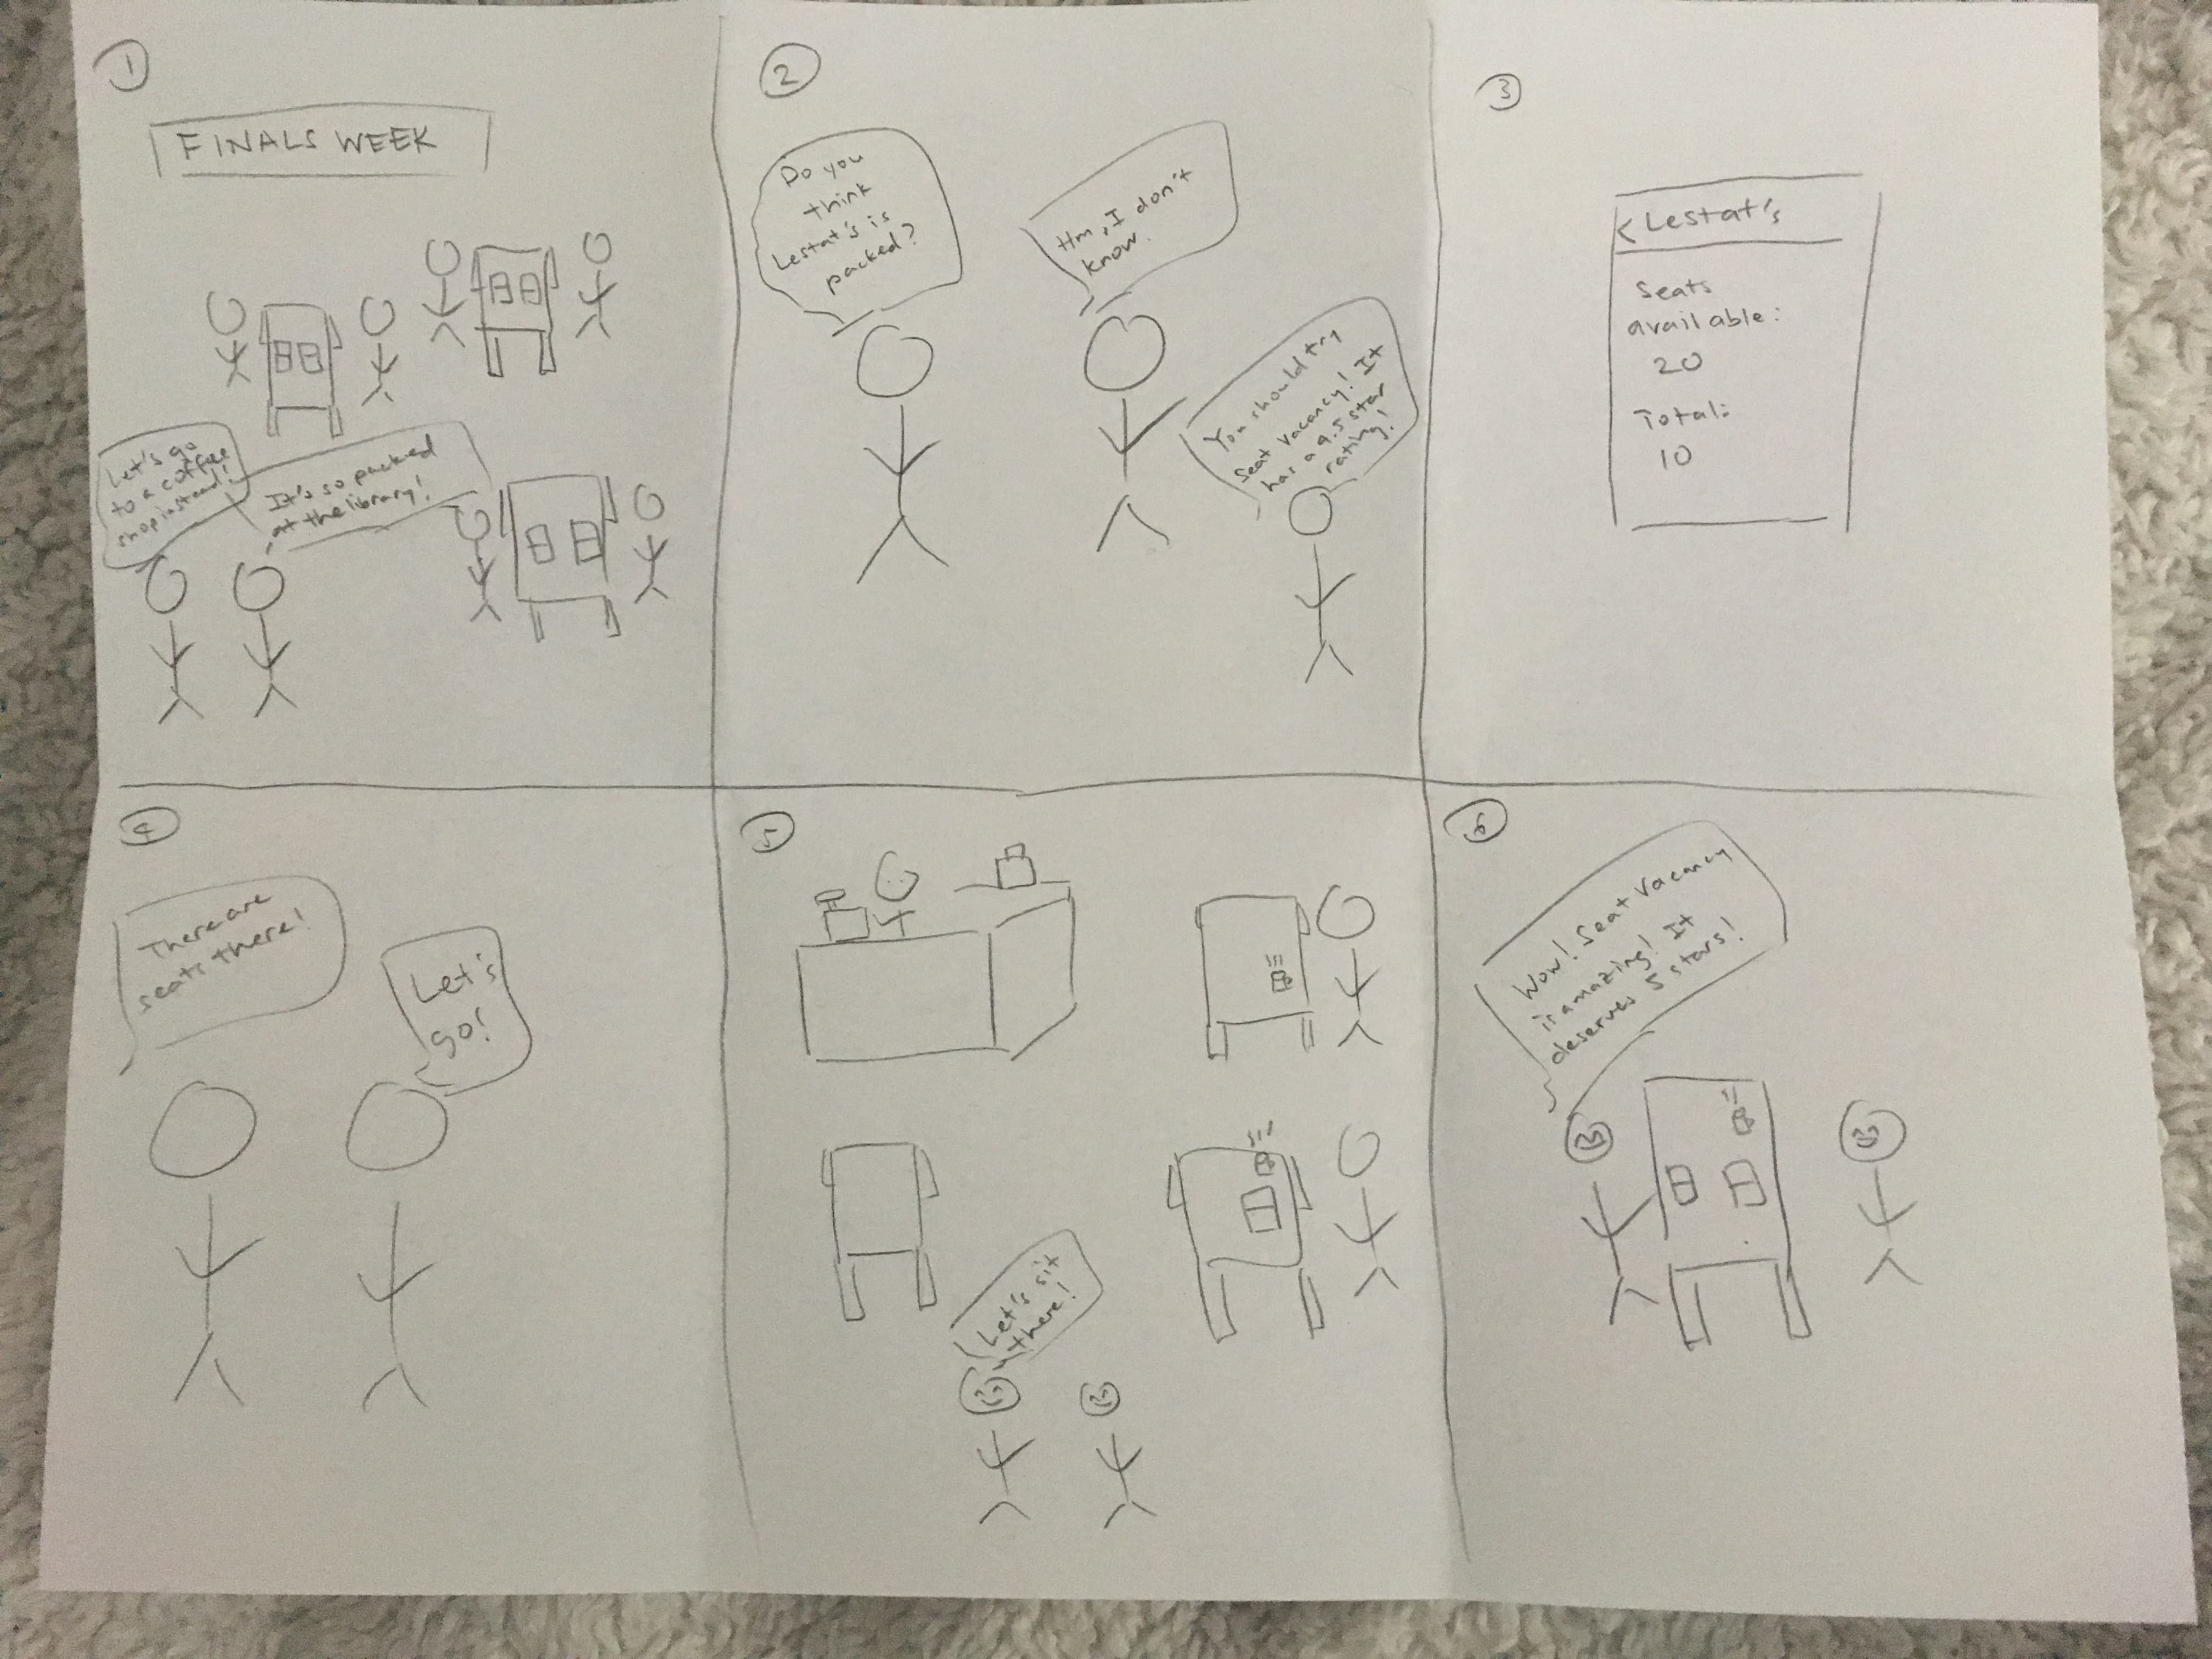 1
FINALS WEEK
Let's go
to a coffee
shop instead!
It's so packed
at the library!
2
Do you
think
Lestat's is
packed?
Hm, I don't
know.
You should try
Seat Vacancy! It
has a 4.5 star
rating!
3
< Lestat's
Seats
available:
20
Total:
10
4
There are
seats there!
Let's
go!
5
Let's sit
there!
6
Wow! Seat Vacancy
is amazing! It
deserves 5 stars!